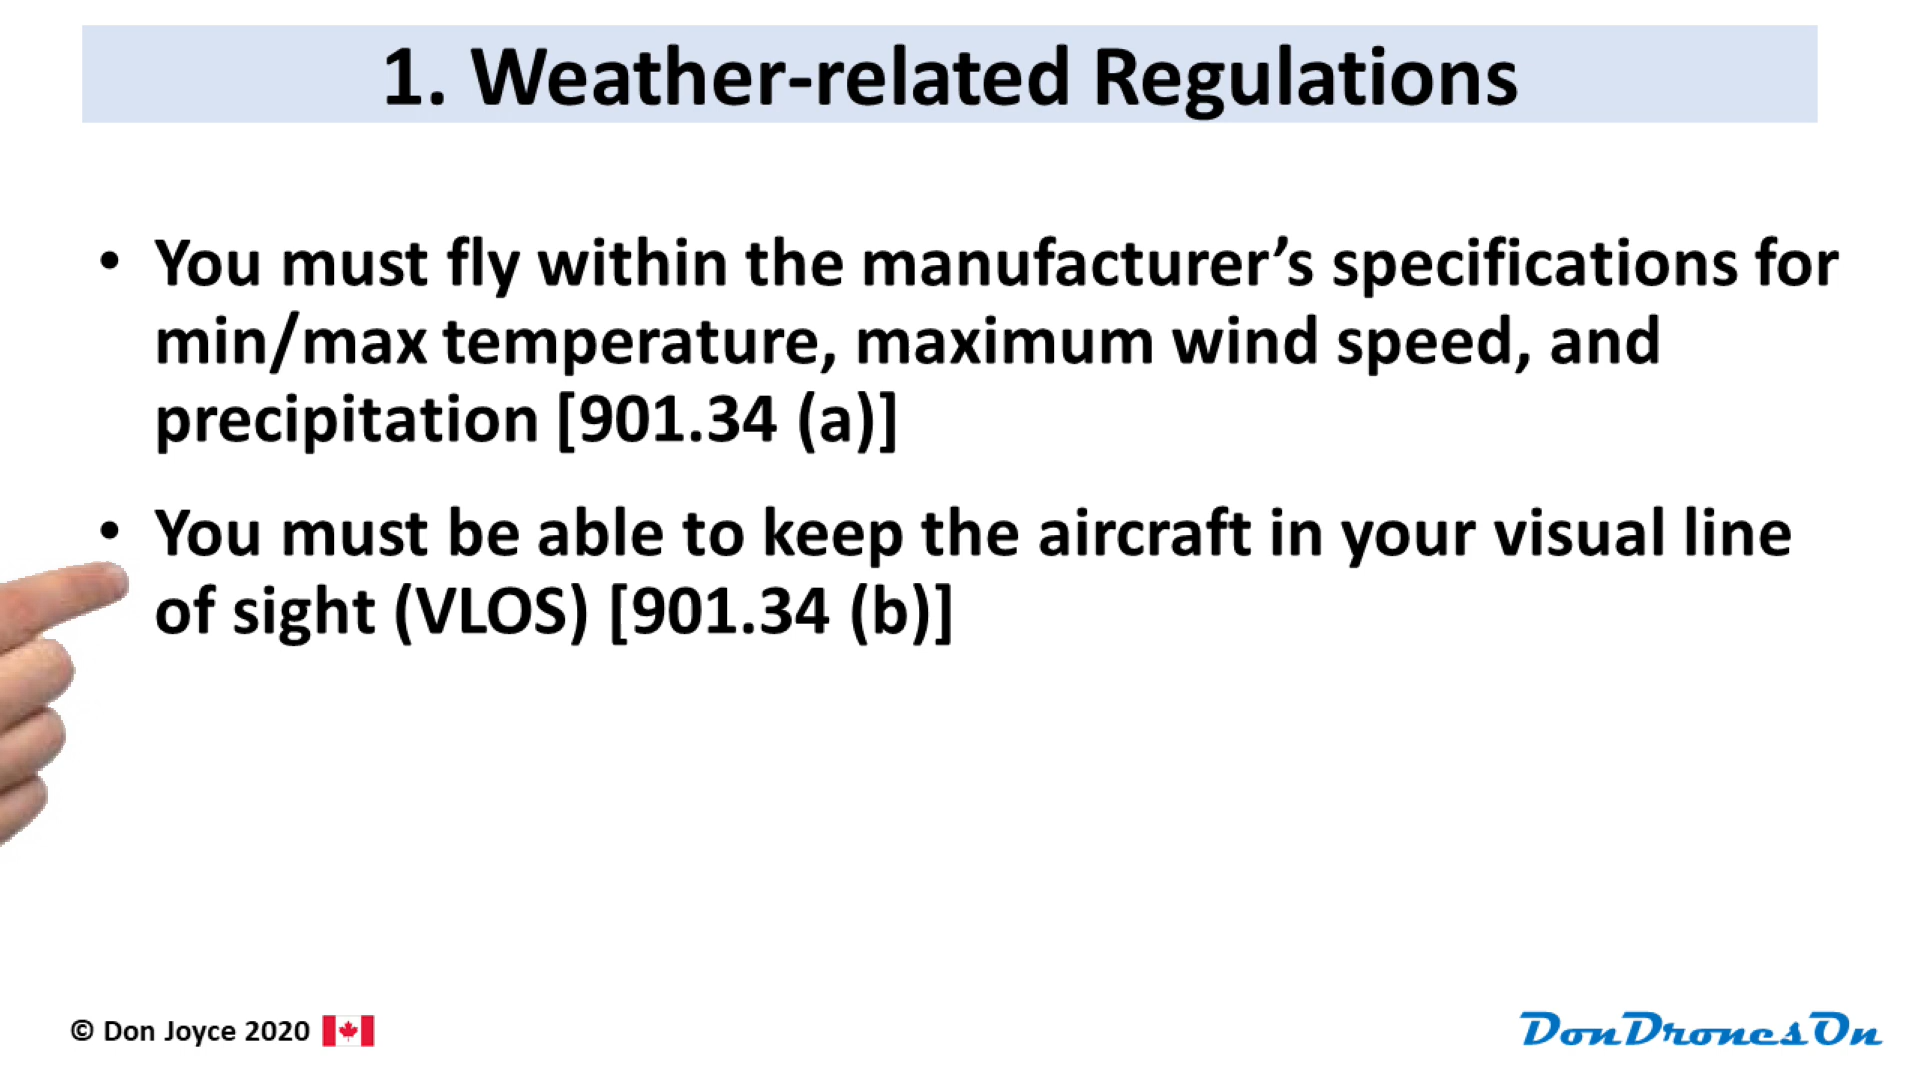 1. Weather-related Regulations
• You must fly within the manufacturer’s specifications for
min/max temperature, maximum wind speed, and
precipitation [901.34 (a)]
• You must be able to keep the aircraft in your visual line
of sight (VLOS) [901.34 (b)]
© Don Joyce 2020
DonDronesOn